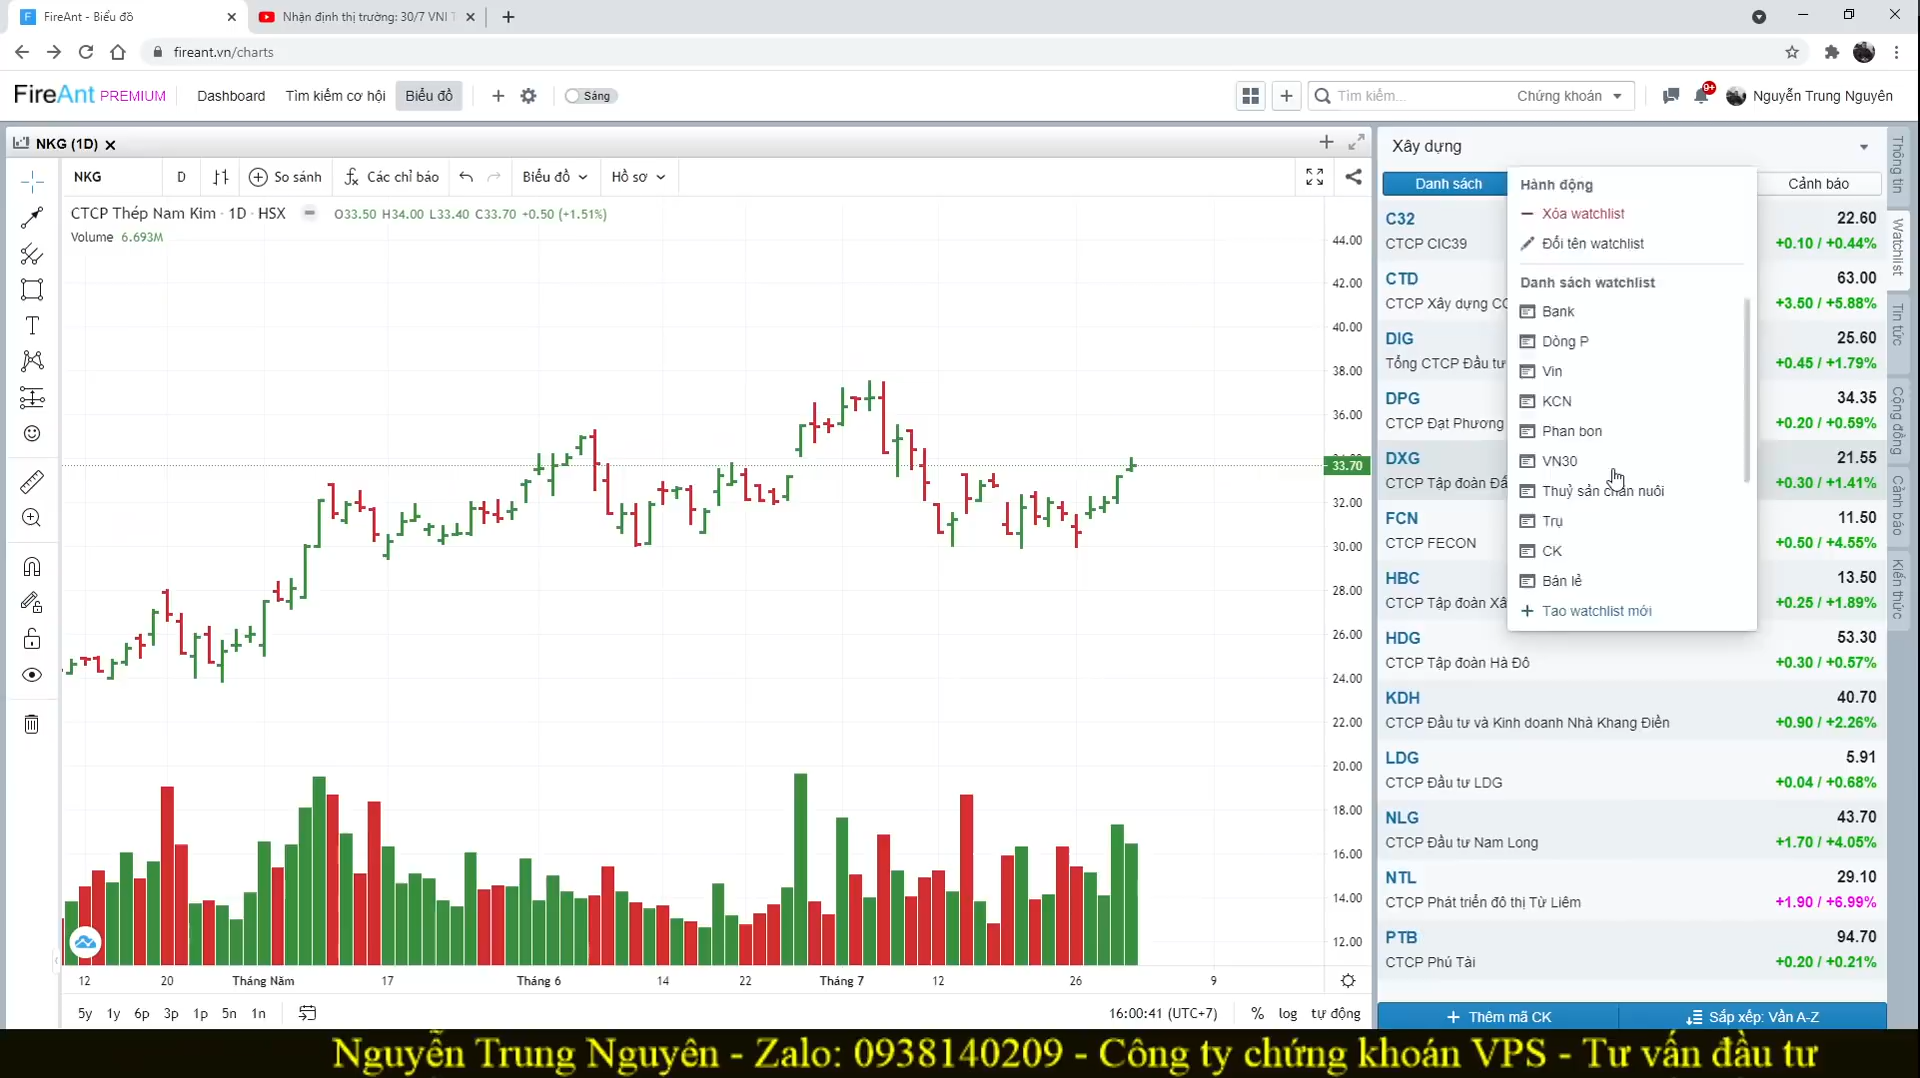 FireAnt - Biểu đồ
Nhận định thị trường: 30/7 VNI T
fireant.vn/charts
FireAnt PREMIUM
Dashboard
Tìm kiếm cơ hội
Biểu đồ
Sáng
Tìm kiếm...
Chứng khoán
9+
Nguyễn Trung Nguyên
NKG (1D)
NKG
D
So sánh
Các chỉ báo
Biểu đồ
Hồ sơ
CTCP Thép Nam Kim · 1D · HSX
O33.50 H34.00 L33.40 C33.70 +0.50 (+1.51%)
Volume 6.693M
44.00
42.00
40.00
38.00
36.00
33.70
32.00
30.00
28.00
26.00
24.00
22.00
20.00
18.00
16.00
14.00
12.00
12
20
Tháng Năm
17
Tháng 6
14
22
Tháng 7
12
26
9
5y 1y 6p 3p 1p 5n 1n
16:00:41 (UTC+7)
% log tự động
Xây dựng
Danh sách
Cảnh báo
C32 22.60
CTCP CIC39 +0.10 / +0.44%
CTD 63.00
CTCP Xây dựng CO +3.50 / +5.88%
DIG 25.60
Tổng CTCP Đầu tư +0.45 / +1.79%
DPG 34.35
CTCP Đạt Phương +0.20 / +0.59%
DXG 21.55
CTCP Tập đoàn Đấ +0.30 / +1.41%
FCN 11.50
CTCP FECON +0.50 / +4.55%
HBC 13.50
CTCP Tập đoàn Xâ +0.25 / +1.89%
HDG 53.30
CTCP Tập đoàn Hà Đô +0.30 / +0.57%
KDH 40.70
CTCP Đầu tư và Kinh doanh Nhà Khang Điền +0.90 / +2.26%
LDG 5.91
CTCP Đầu tư LDG +0.04 / +0.68%
NLG 43.70
CTCP Đầu tư Nam Long +1.70 / +4.05%
NTL 29.10
CTCP Phát triển đô thị Từ Liêm +1.90 / +6.99%
PTB 94.70
CTCP Phú Tài +0.20 / +0.21%
Thêm mã CK
Sắp xếp: Vần A-Z
Hành động
Xóa watchlist
Đổi tên watchlist
Danh sách watchlist
Bank
Dòng P
Vin
KCN
Phan bon
VN30
Thuỷ sản chăn nuôi
Trụ
CK
Bán lẻ
Tạo watchlist mới
Thông tin
Watchlist
Tin tức
Cộng đồng
Cảnh báo
Kiến thức
Nguyễn Trung Nguyên - Zalo: 0938140209 - Công ty chứng khoán VPS - Tư vấn đầu tư